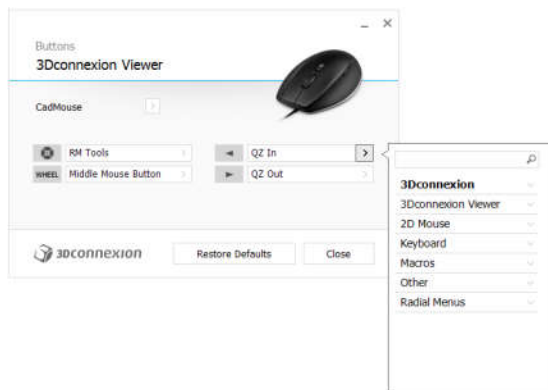 Buttons
3Dconnexion Viewer
CadMouse
RM Tools
QZ In
WHEEL
Middle Mouse Button
QZ Out
3Dconnexion
3Dconnexion Viewer
2D Mouse
Keyboard
Macros
Other
Radial Menus
3Dconnexion
Restore Defaults
Close